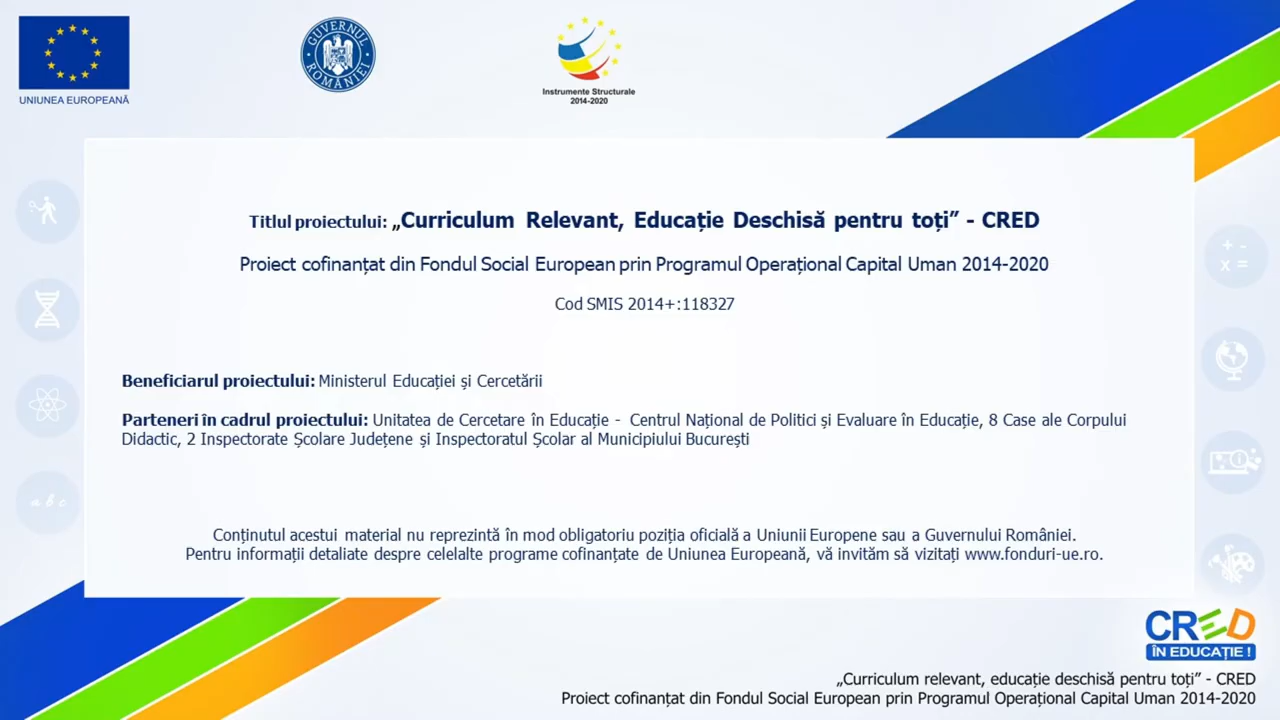 UNIUNEA EUROPEANĂ
GUVERNUL
ROMÂNIEI
Instrumente Structurale
2014-2020
Titlul proiectului: „Curriculum Relevant, Educație Deschisă pentru toți” - CRED
Proiect cofinanțat din Fondul Social European prin Programul Operațional Capital Uman 2014-2020
Cod SMIS 2014+:118327
Beneficiarul proiectului: Ministerul Educației și Cercetării
Parteneri în cadrul proiectului: Unitatea de Cercetare în Educație - Centrul Național de Politici și Evaluare în Educație, 8 Case ale Corpului
Didactic, 2 Inspectorate Școlare Județene și Inspectoratul Școlar al Municipiului București
Conținutul acestui material nu reprezintă în mod obligatoriu poziția oficială a Uniunii Europene sau a Guvernului României.
Pentru informații detaliate despre celelalte programe cofinanțate de Uniunea Europeană, vă invităm să vizitați www.fonduri-ue.ro.
+ -
x =
a b c
CRED
ÎN EDUCAȚIE !
„Curriculum relevant, educație deschisă pentru toți” - CRED
Proiect cofinanțat din Fondul Social European prin Programul Operațional Capital Uman 2014-2020